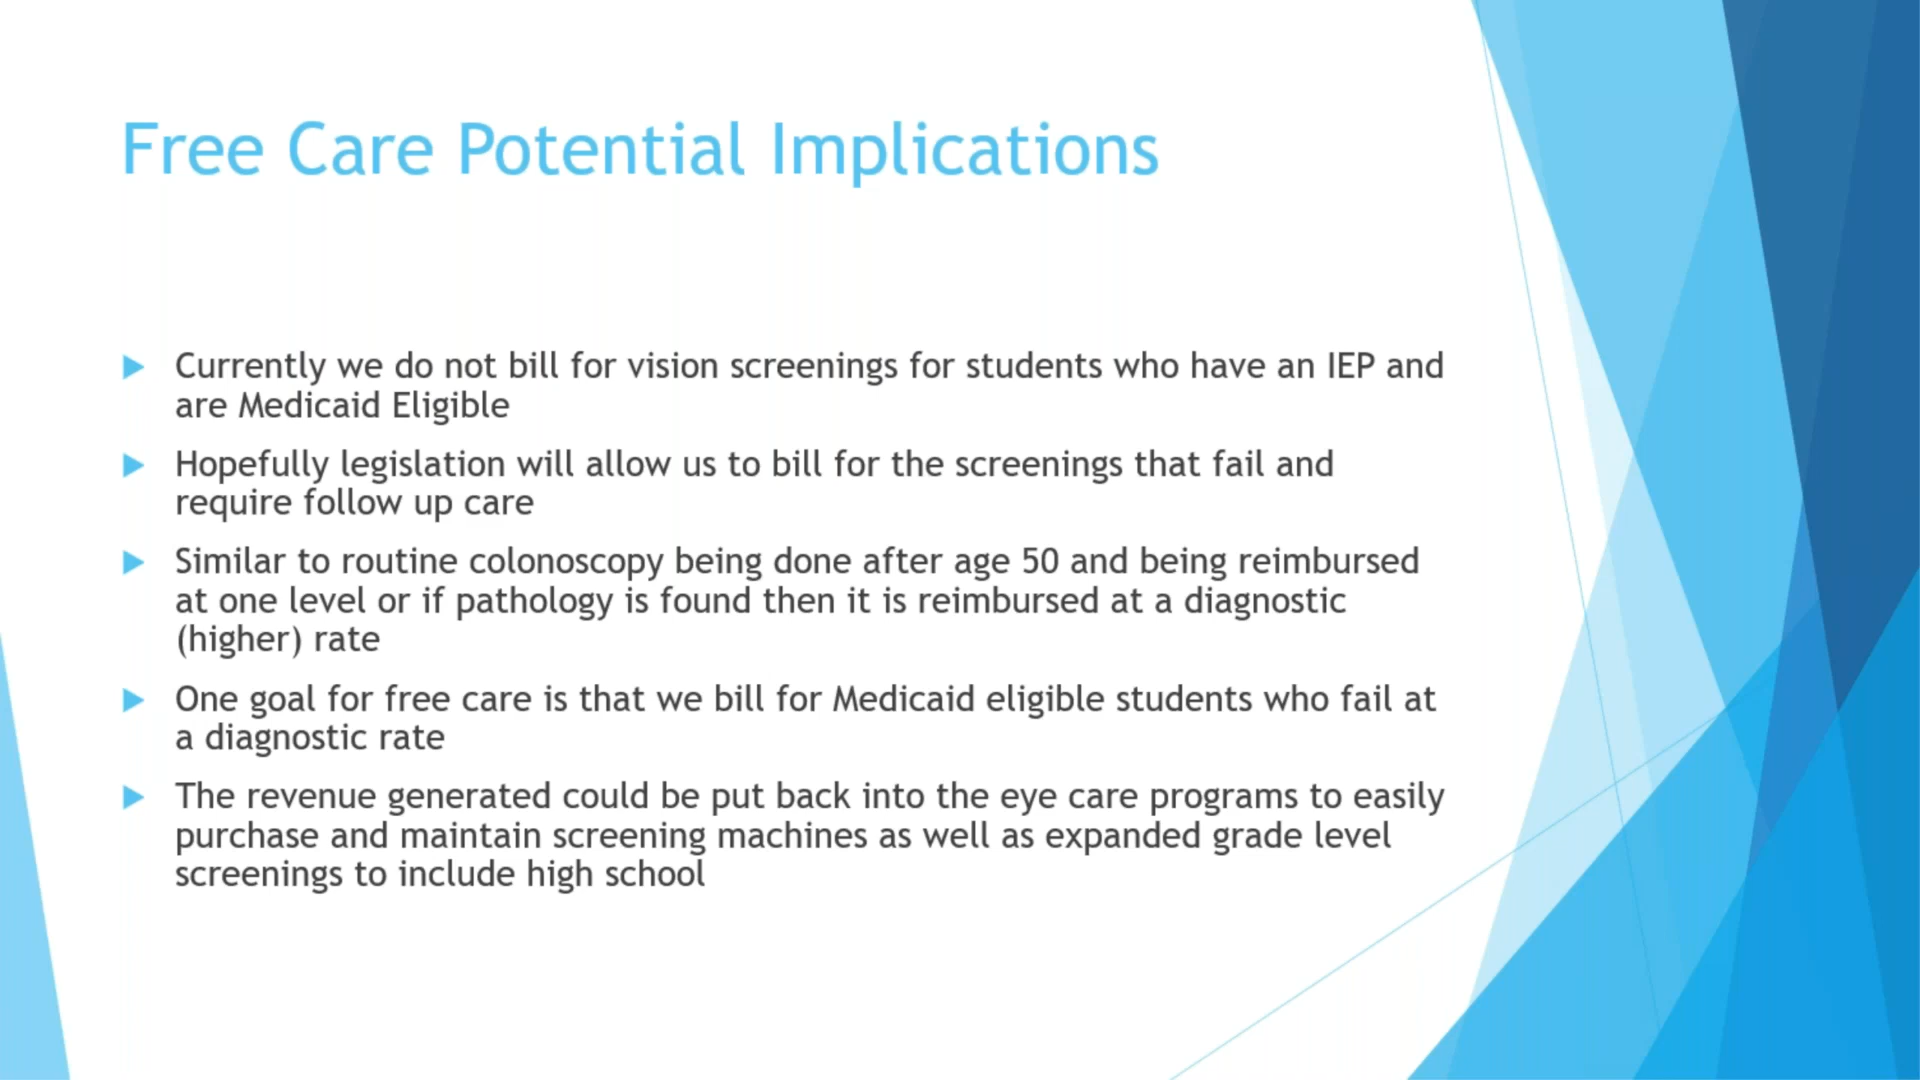 Free Care Potential Implications
Currently we do not bill for vision screenings for students who have an IEP and
are Medicaid Eligible
Hopefully legislation will allow us to bill for the screenings that fail and
require follow up care
Similar to routine colonoscopy being done after age 50 and being reimbursed
at one level or if pathology is found then it is reimbursed at a diagnostic
(higher) rate
One goal for free care is that we bill for Medicaid eligible students who fail at
a diagnostic rate
The revenue generated could be put back into the eye care programs to easily
purchase and maintain screening machines as well as expanded grade level
screenings to include high school